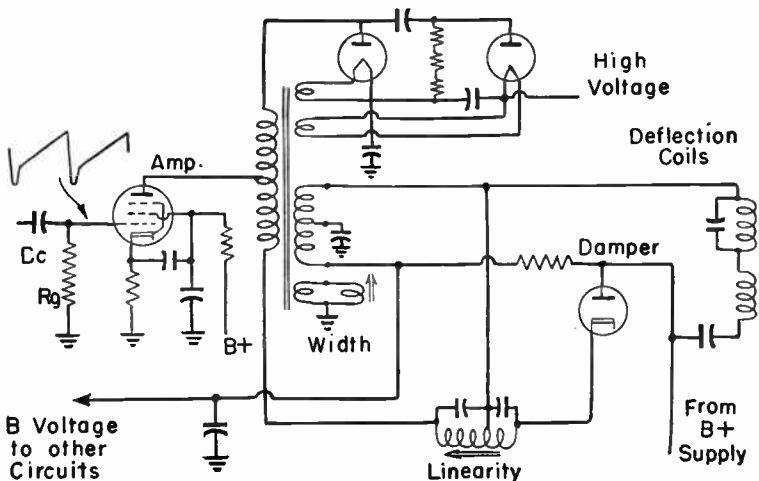 High
Voltage
Deflection
Coils
Amp.
Damper
Cc
Rg
B+
Width
B Voltage
to other
Circuits
Linearity
From
B+
Supply